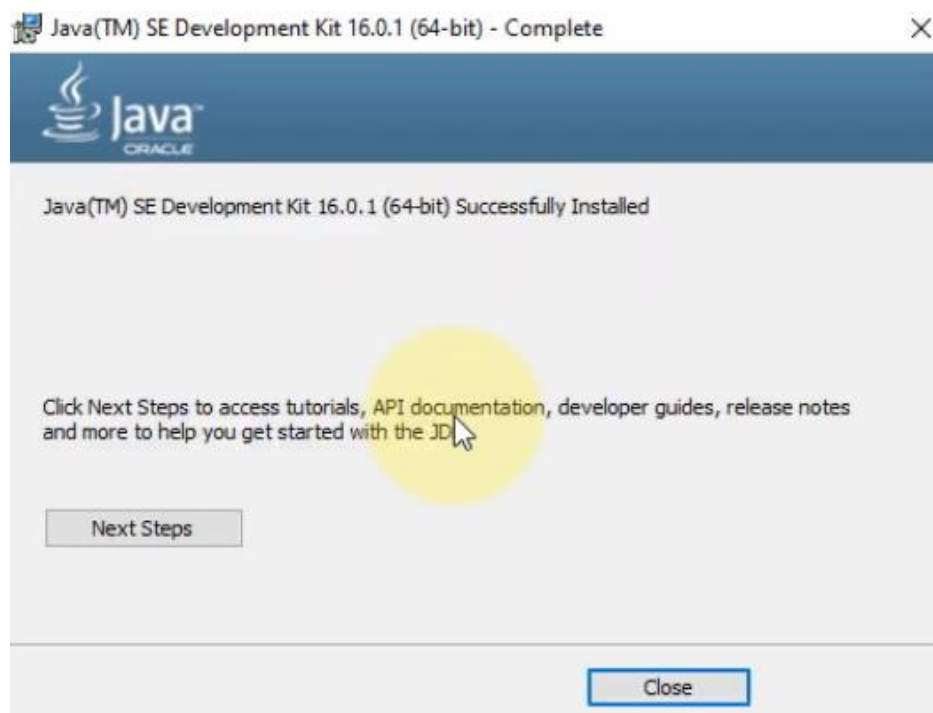 Java(TM) SE Development Kit 16.0.1 (64-bit) - Complete
Java™
ORACLE
Java(TM) SE Development Kit 16.0.1 (64-bit) Successfully Installed
Click Next Steps to access tutorials, API documentation, developer guides, release notes
and more to help you get started with the JD
Next Steps
Close